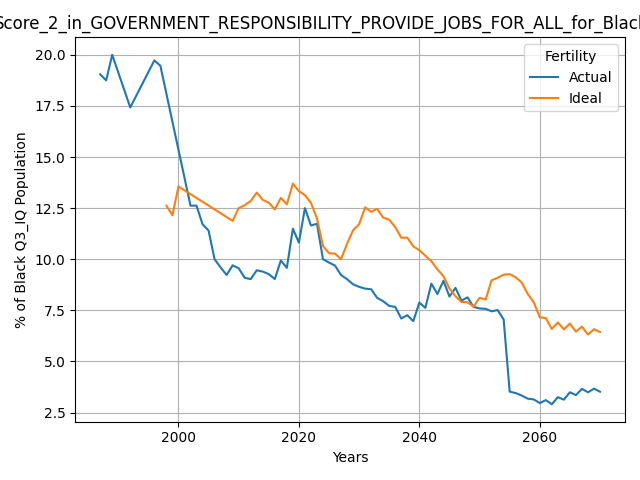 Score_2_in_GOVERNMENT_RESPONSIBILITY_PROVIDE_JOBS_FOR_ALL_for_Black
Fertility
Actual
Ideal
% of Black Q3_IQ Population
20.0
17.5
15.0
12.5
10.0
7.5
5.0
2.5
2000
2020
2040
2060
Years